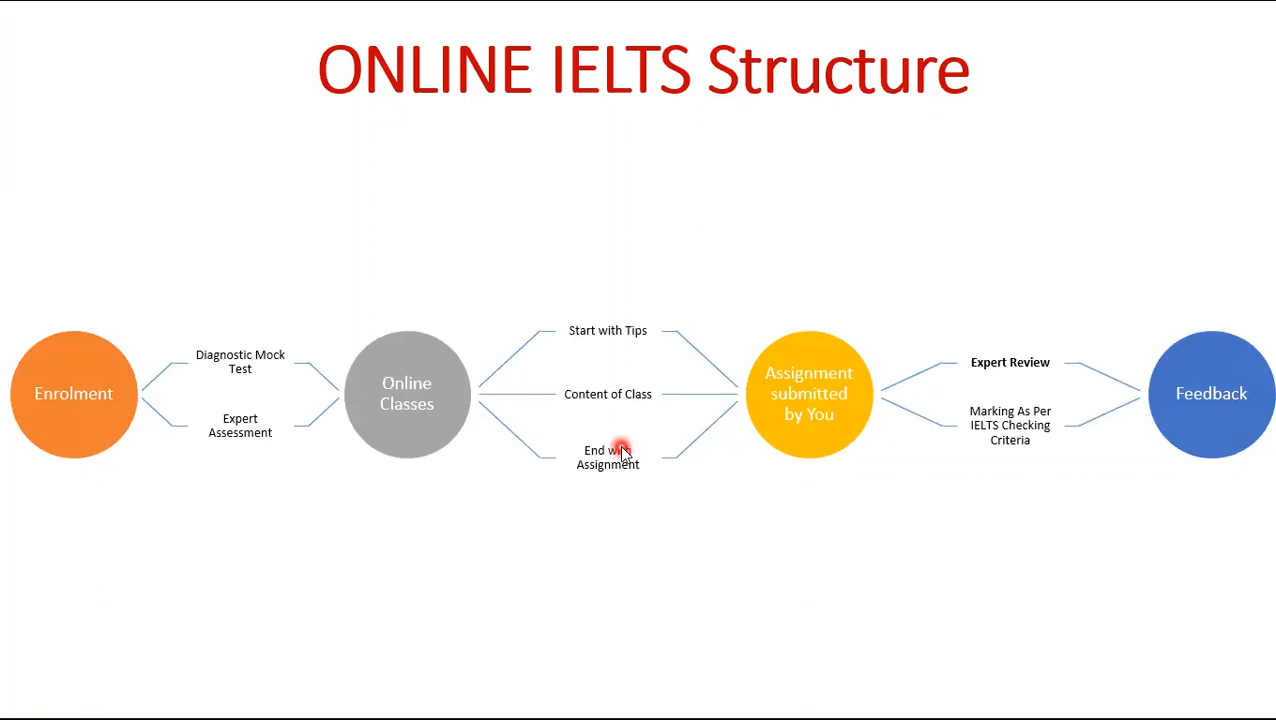 ONLINE IELTS Structure
Enrolment
Diagnostic Mock
Test
Expert
Assessment
Online
Classes
Start with Tips
Content of Class
End with
Assignment
Assignment
submitted
by You
Expert Review
Marking As Per
IELTS Checking
Criteria
Feedback